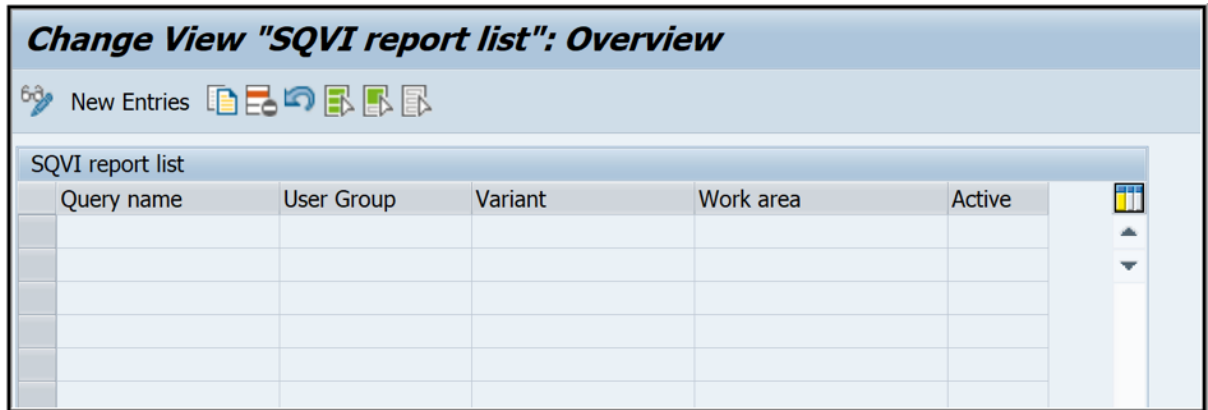 Change View "SQVI report list": Overview
New Entries
SQVI report list
Query name User Group Variant Work area Active